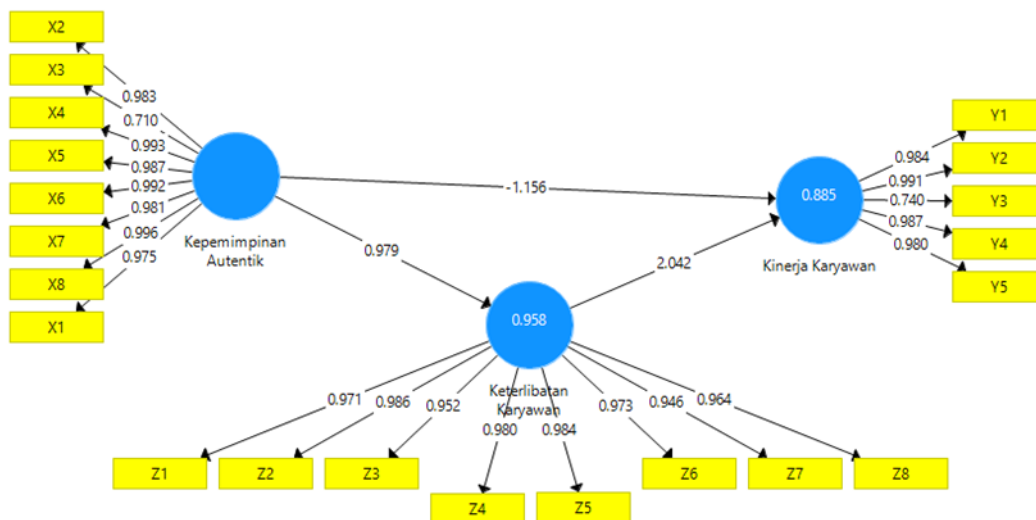 X2
X3
X4
X5
X6
X7
X8
X1
0.983
0.710
0.993
0.987
0.992
0.981
0.996
0.975
Kepemimpinan
Autentik
-1.156
0.979
2.042
0.885
Kinerja Karyawan
0.984
0.991
0.740
0.987
0.980
Y1
Y2
Y3
Y4
Y5
0.958
Keterlibatan
Karyawan
0.971
0.986
0.952
0.980
0.984
0.973
0.946
0.964
Z1
Z2
Z3
Z4
Z5
Z6
Z7
Z8